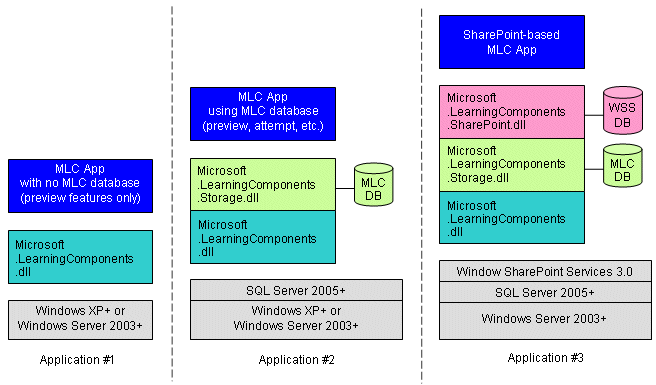 MLC App
with no MLC database
(preview features only)
Microsoft
.LearningComponents
.dll
Windows XP+ or
Windows Server 2003+
Application #1
MLC App
using MLC database
(preview, attempt, etc.)
Microsoft
.LearningComponents
.Storage.dll
MLC
DB
Microsoft
.LearningComponents
.dll
SQL Server 2005+
Windows XP+ or
Windows Server 2003+
Application #2
SharePoint-based
MLC App
Microsoft
.LearningComponents
.SharePoint.dll
WSS
DB
Microsoft
.LearningComponents
.Storage.dll
MLC
DB
Microsoft
.LearningComponents
.dll
Window SharePoint Services 3.0
SQL Server 2005+
Windows Server 2003+
Application #3